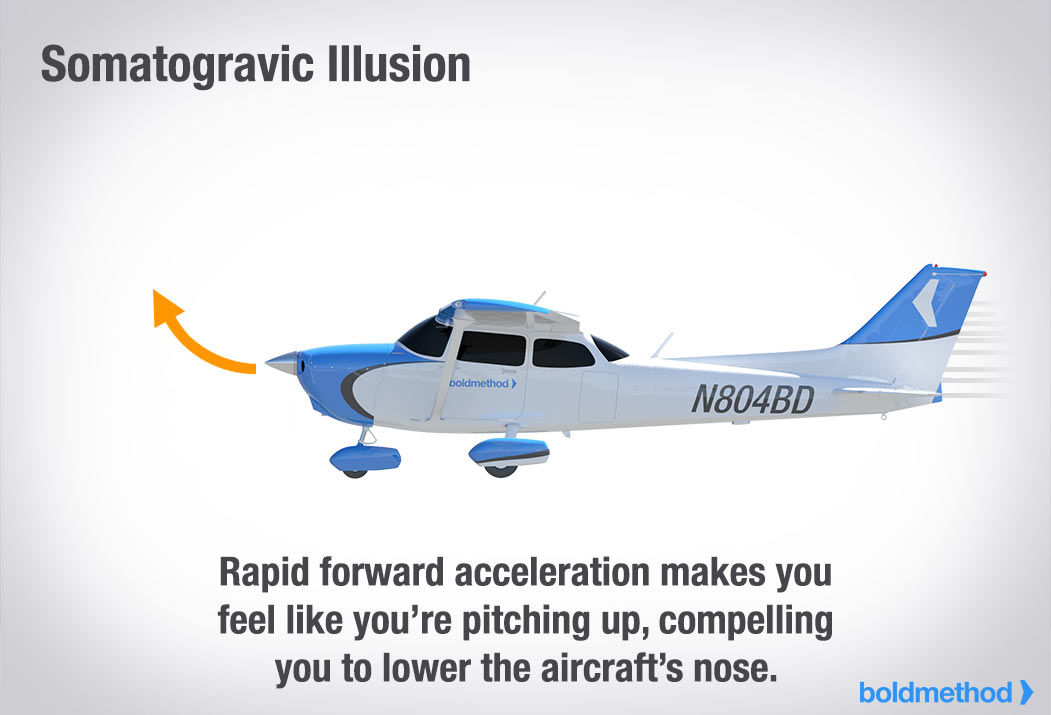 Somatogravic Illusion
boldmethod
N804BD
Rapid forward acceleration makes you
feel like you’re pitching up, compelling
you to lower the aircraft’s nose.
boldmethod